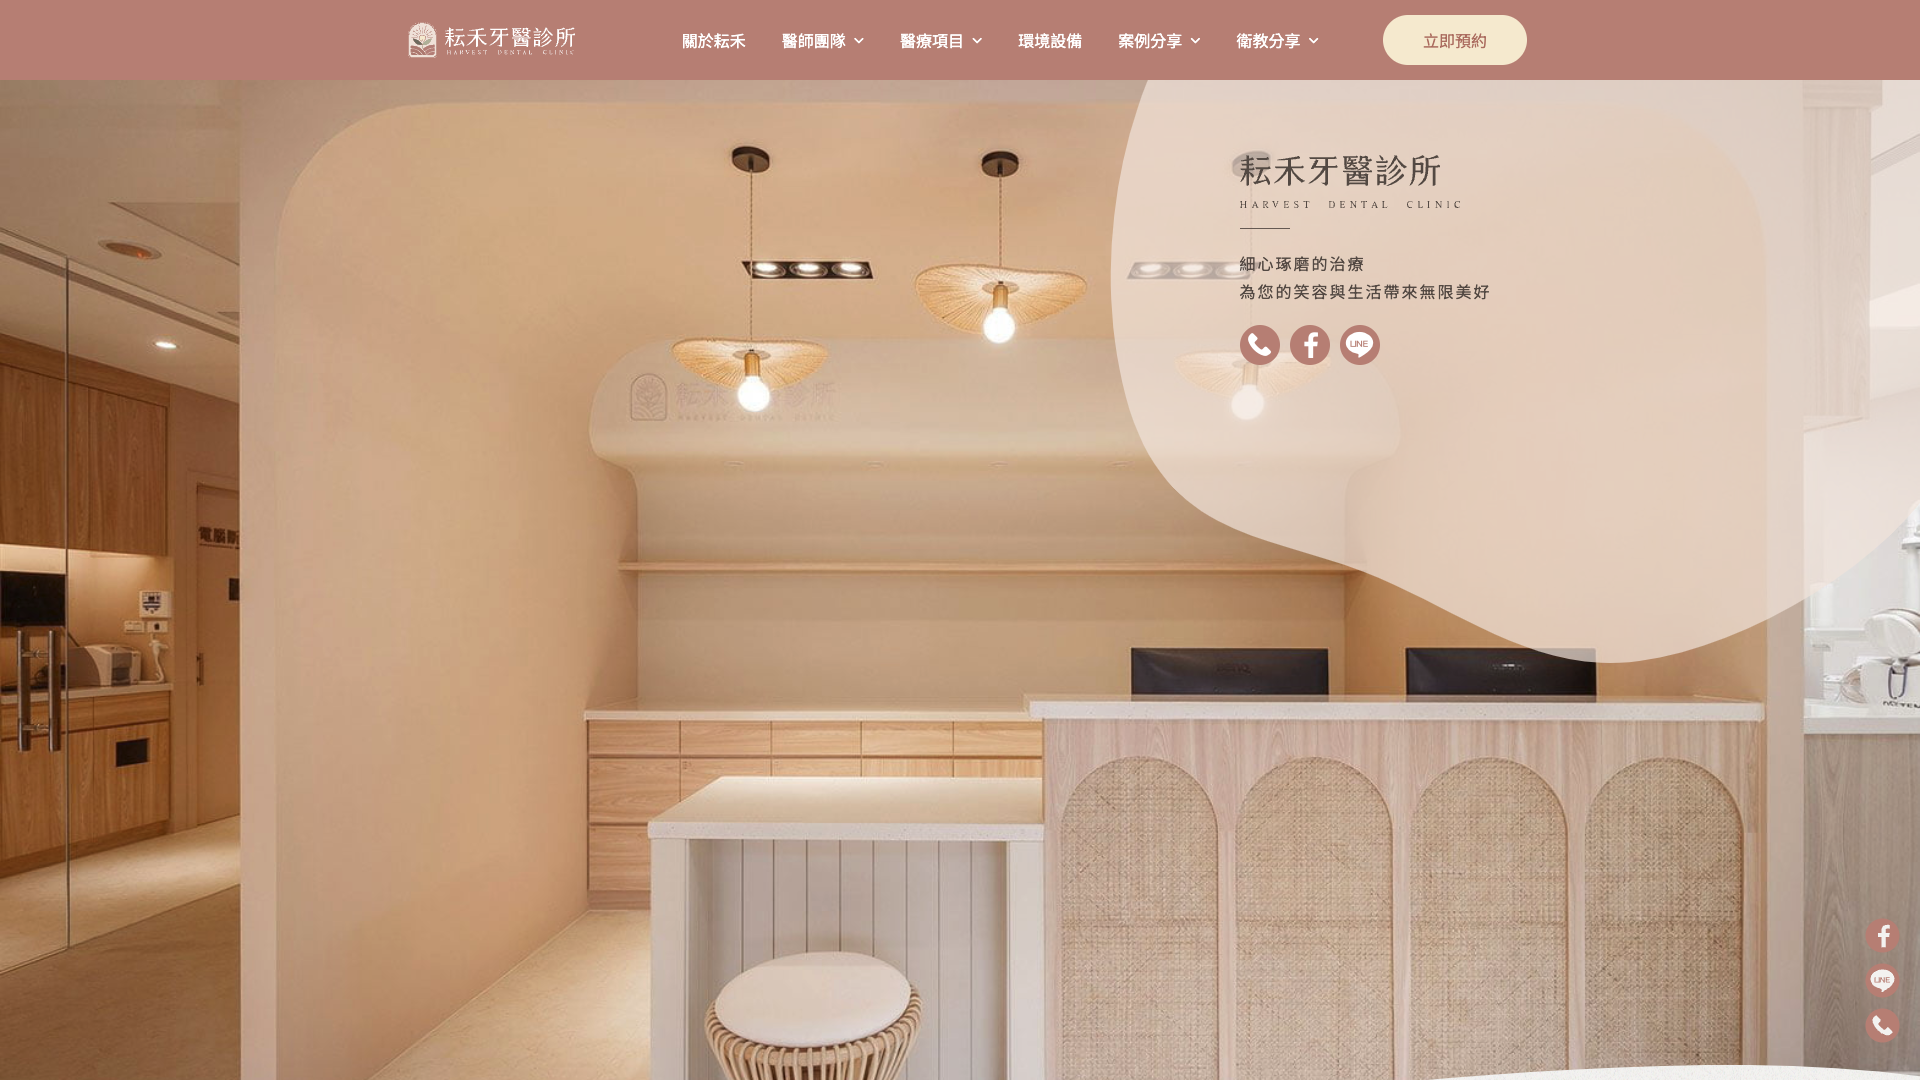 耘禾牙醫診所
HARVEST DENTAL CLINIC
關於耘禾
醫師團隊
醫療項目
環境設備
案例分享
衛教分享
立即預約
耘禾牙醫診所
HARVEST DENTAL CLINIC
細心琢磨的治療
為您的笑容與生活帶來無限美好
LINE
電腦斷
LINE